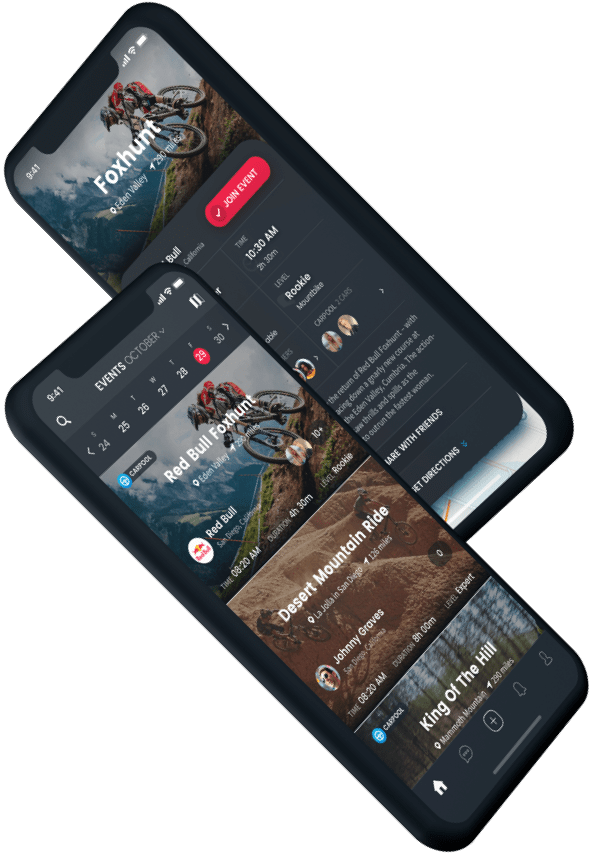 9:41
Foxhunt
Eden Valley 290 miles
JOIN EVENT
Bull
California
TIME
10:30 AM
2h 30m
LEVEL
Rookie
Mountbike
able
CARPOOL 2 CARS
the return of Red Bull Foxhunt – with
racing down a gnarly new course at
the Eden Valley, Cumbria. The action-
raw thrills and spills as the
to outrun the fastest woman.
HARE WITH FRIENDS
GET DIRECTIONS
9:41
EVENTS OCTOBER
S M T W T F S
24 25 26 27 28 29 30
CARPOOL
Red Bull Foxhunt
Eden Valley 290 miles
Red Bull
San Diego, California
10+
TIME 08:20 AM DURATION 4h 30m LEVEL Rookie
Desert Mountain Ride
La Jolla in San Diego 126 miles
Johnny Graves
San Diego, California
0
TIME 08:20 AM DURATION 8h 00m LEVEL Expert
CARPOOL
King Of The Hill
Mammoth Mountain 290 miles